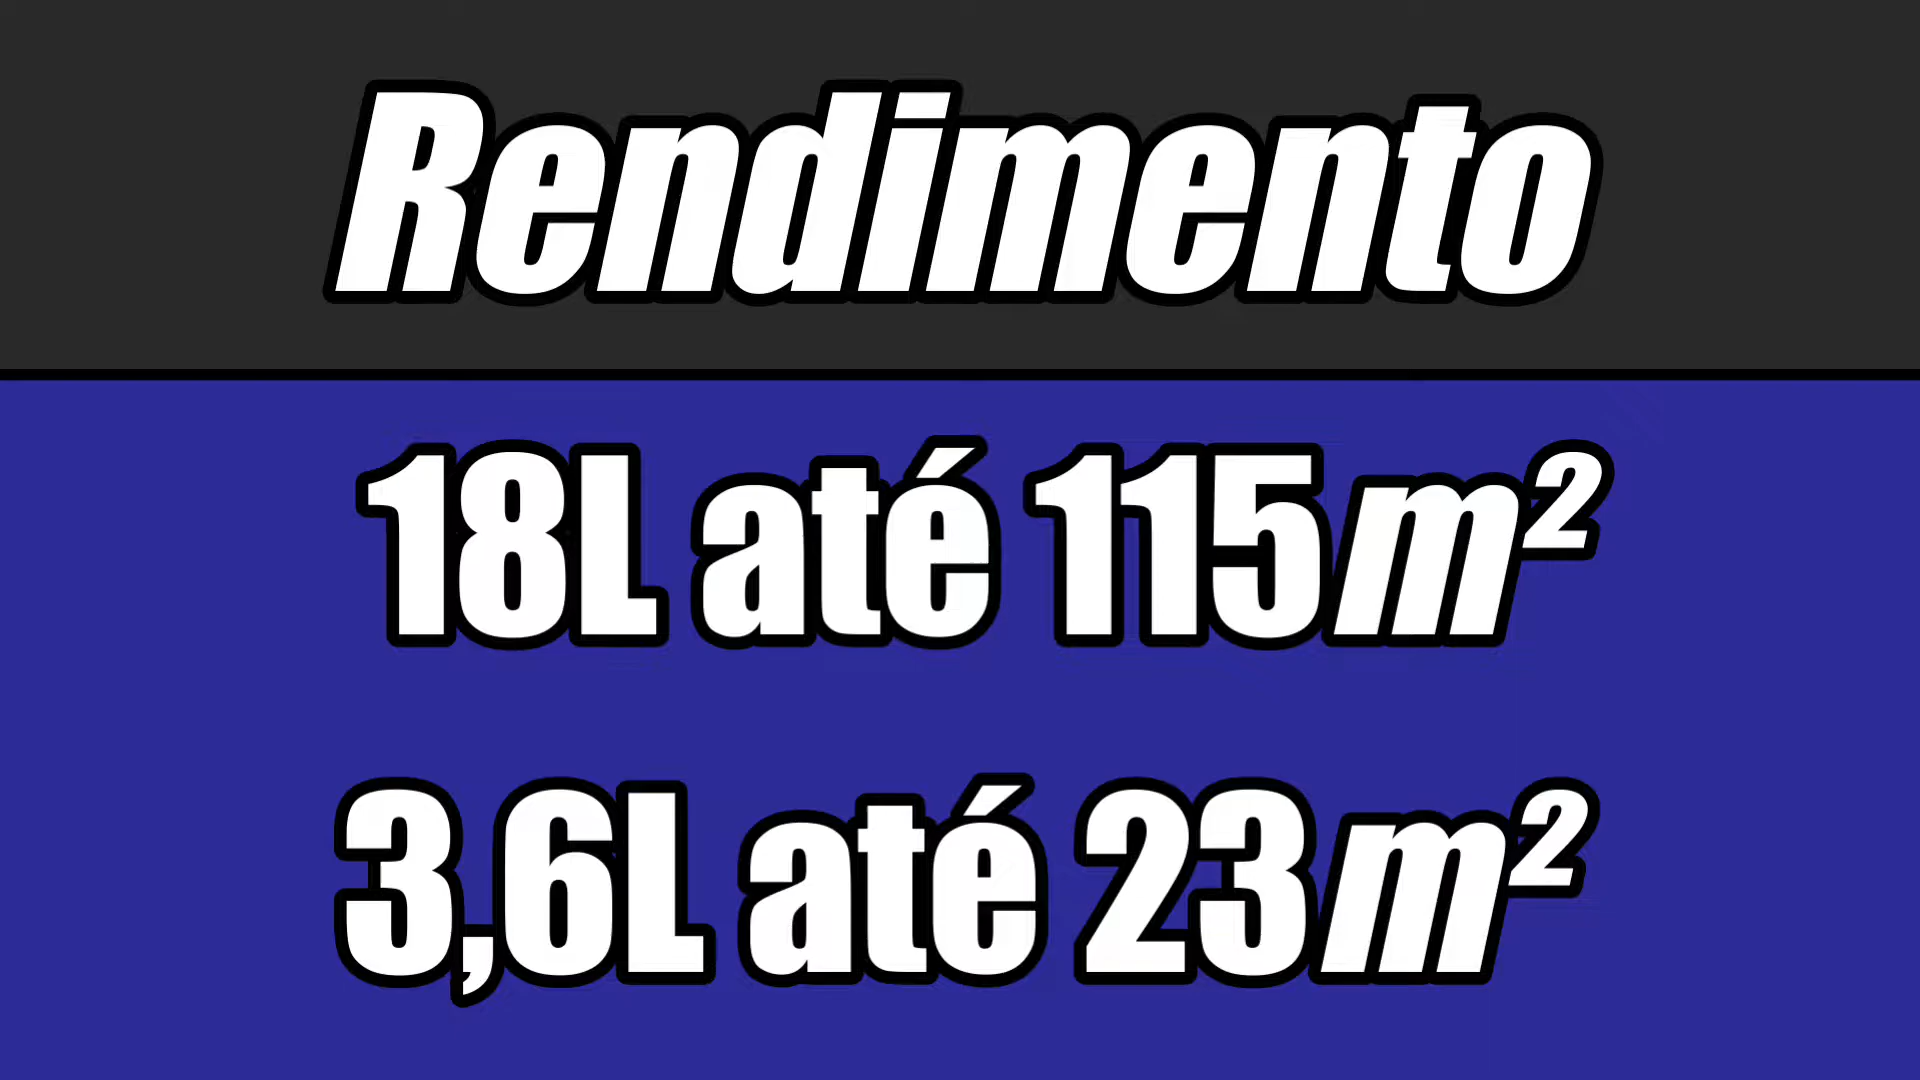 Rendimento
18L até 115m²
3,6L até 23m²